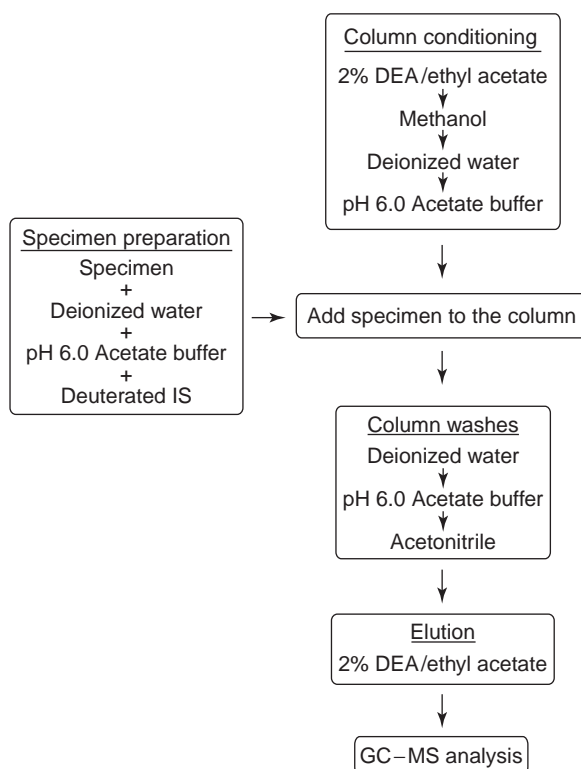 Column conditioning
2% DEA/ethyl acetate
Methanol
Deionized water
pH 6.0 Acetate buffer
Specimen preparation
Specimen
+
Deionized water
+
pH 6.0 Acetate buffer
+
Deuterated IS
Add specimen to the column
Column washes
Deionized water
pH 6.0 Acetate buffer
Acetonitrile
Elution
2% DEA/ethyl acetate
GC–MS analysis